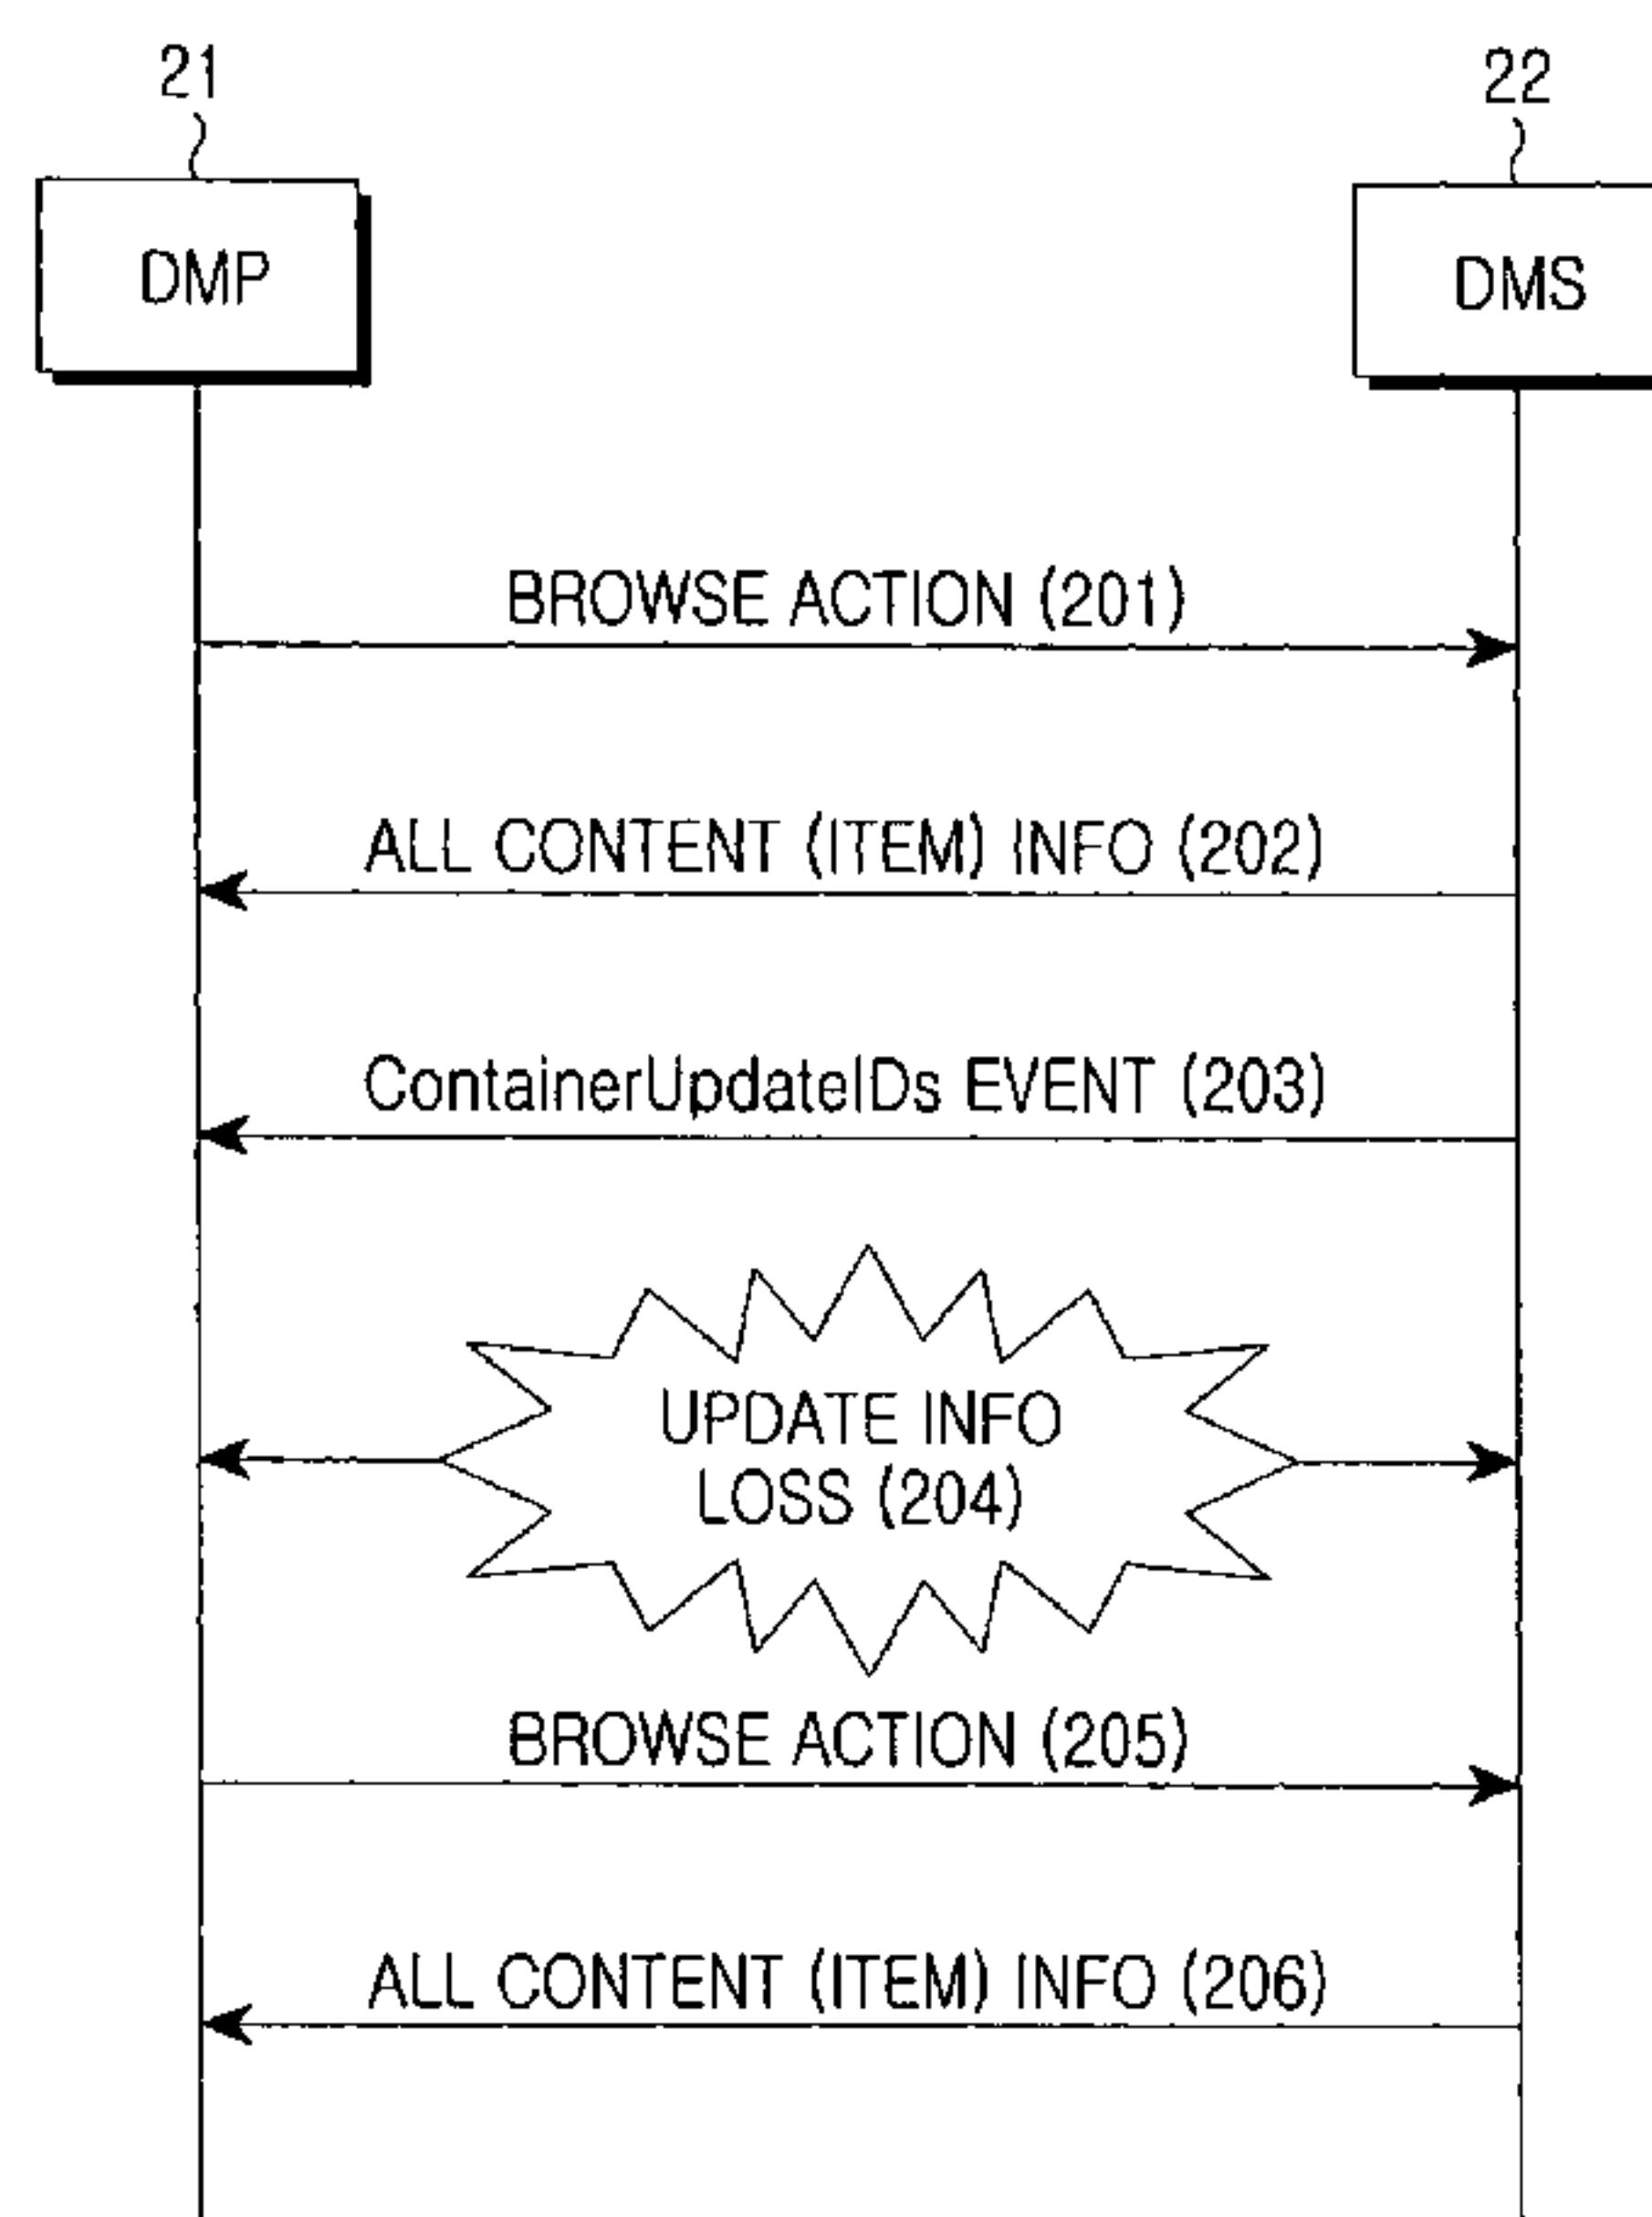 21
22
DMP
DMS
BROWSE ACTION (201)
ALL CONTENT (ITEM) INFO (202)
ContainerUpdateIDs EVENT (203)
UPDATE INFO
LOSS (204)
BROWSE ACTION (205)
ALL CONTENT (ITEM) INFO (206)